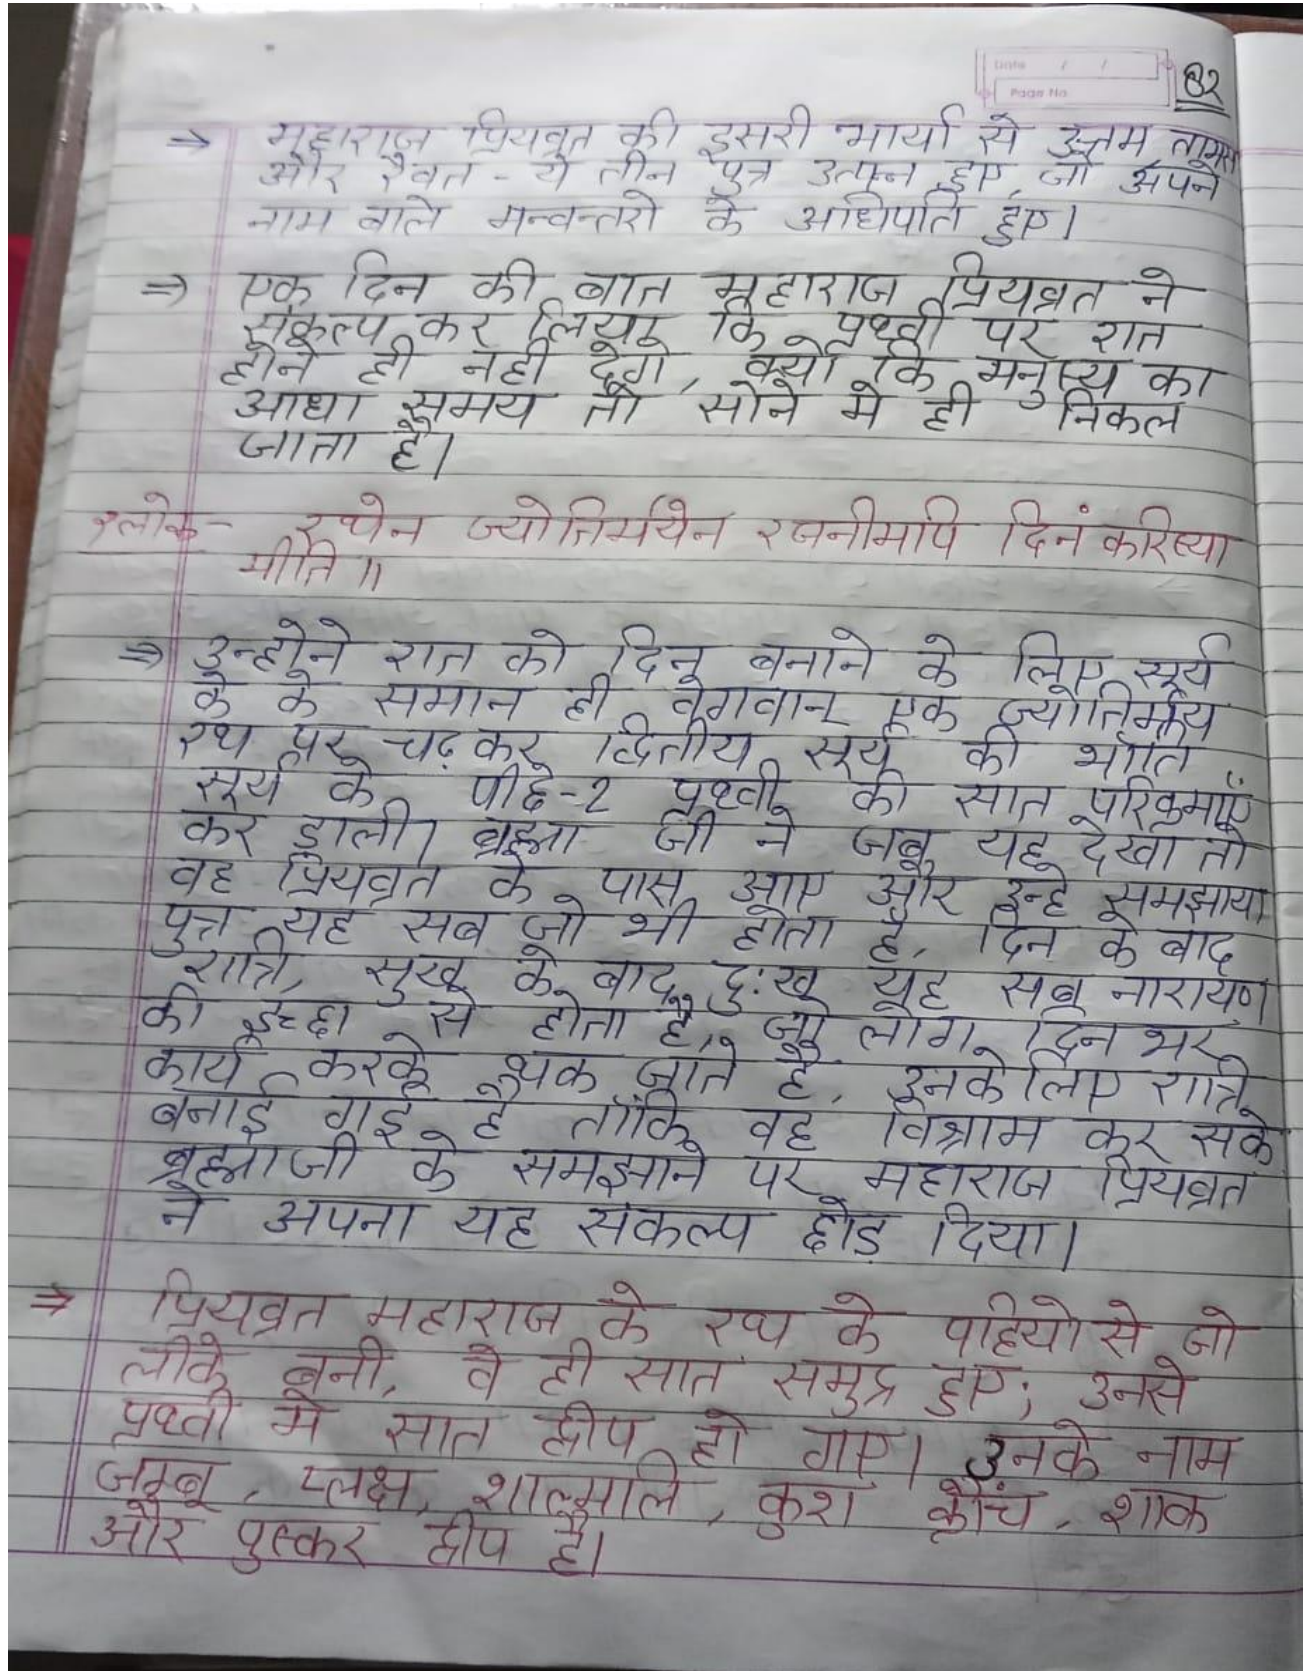 Date / /
Page No.
82
→ महाराज प्रियव्रत की दूसरी भार्या से उत्तम तामस
और रैवत - ये तीन पुत्र उत्पन्न हुए, जो अपने
नाम वाले मन्वन्तरो के अधिपति हुए।
⇒ एक दिन की बात महाराज प्रियव्रत ने
संकल्प कर लिया कि पृथ्वी पर रात
होने ही नही देगे, क्यो कि मनुष्य का
आधा समय तो सोने मे ही निकल
जाता है।
श्लोक - रथेन ज्योतिर्मयेन रजनीमपि दिनं करिष्या
मीति॥
⇒ उन्होने रात को दिन बनाने के लिए सूर्य
के के समान ही वेगवान् एक ज्योतिर्मय
रथ पर चढ़कर द्वितीय सूर्य की भाँति
सूर्य के पीछे-2 पृथ्वी की सात परिक्रमाएँ
कर डाली। ब्रह्मा जी ने जब यह देखा तो
वह प्रियव्रत के पास आए और उन्हे समझाया
पुत्र यह सब जो भी होता है, दिन के बाद
रात्रि, सुख के बाद दुःख यह सब नारायण
की इच्छा से होता है, जो लोग दिन भर
कार्य करके थक जाते है, उनके लिए रात्रि
बनाई गई है ताकि वह विश्राम कर सके
ब्रह्माजी के समझाने पर महाराज प्रियव्रत
ने अपना यह संकल्प छोड़ दिया।
⇒ प्रियव्रत महाराज के रथ के पहियो से जो
लीके बनी, वे ही सात समुद्र हुए; उनसे
पृथ्वी मे सात द्वीप हो गए। उनके नाम
जम्बू, प्लक्ष, शाल्मलि, कुश क्रौंच, शाक
और पुष्कर द्वीप है।